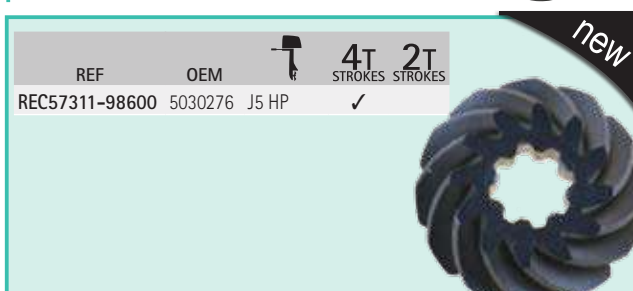 new
4T 2T
REF OEM STROKES STROKES
REC57311-98600 5030276 J5 HP ✓